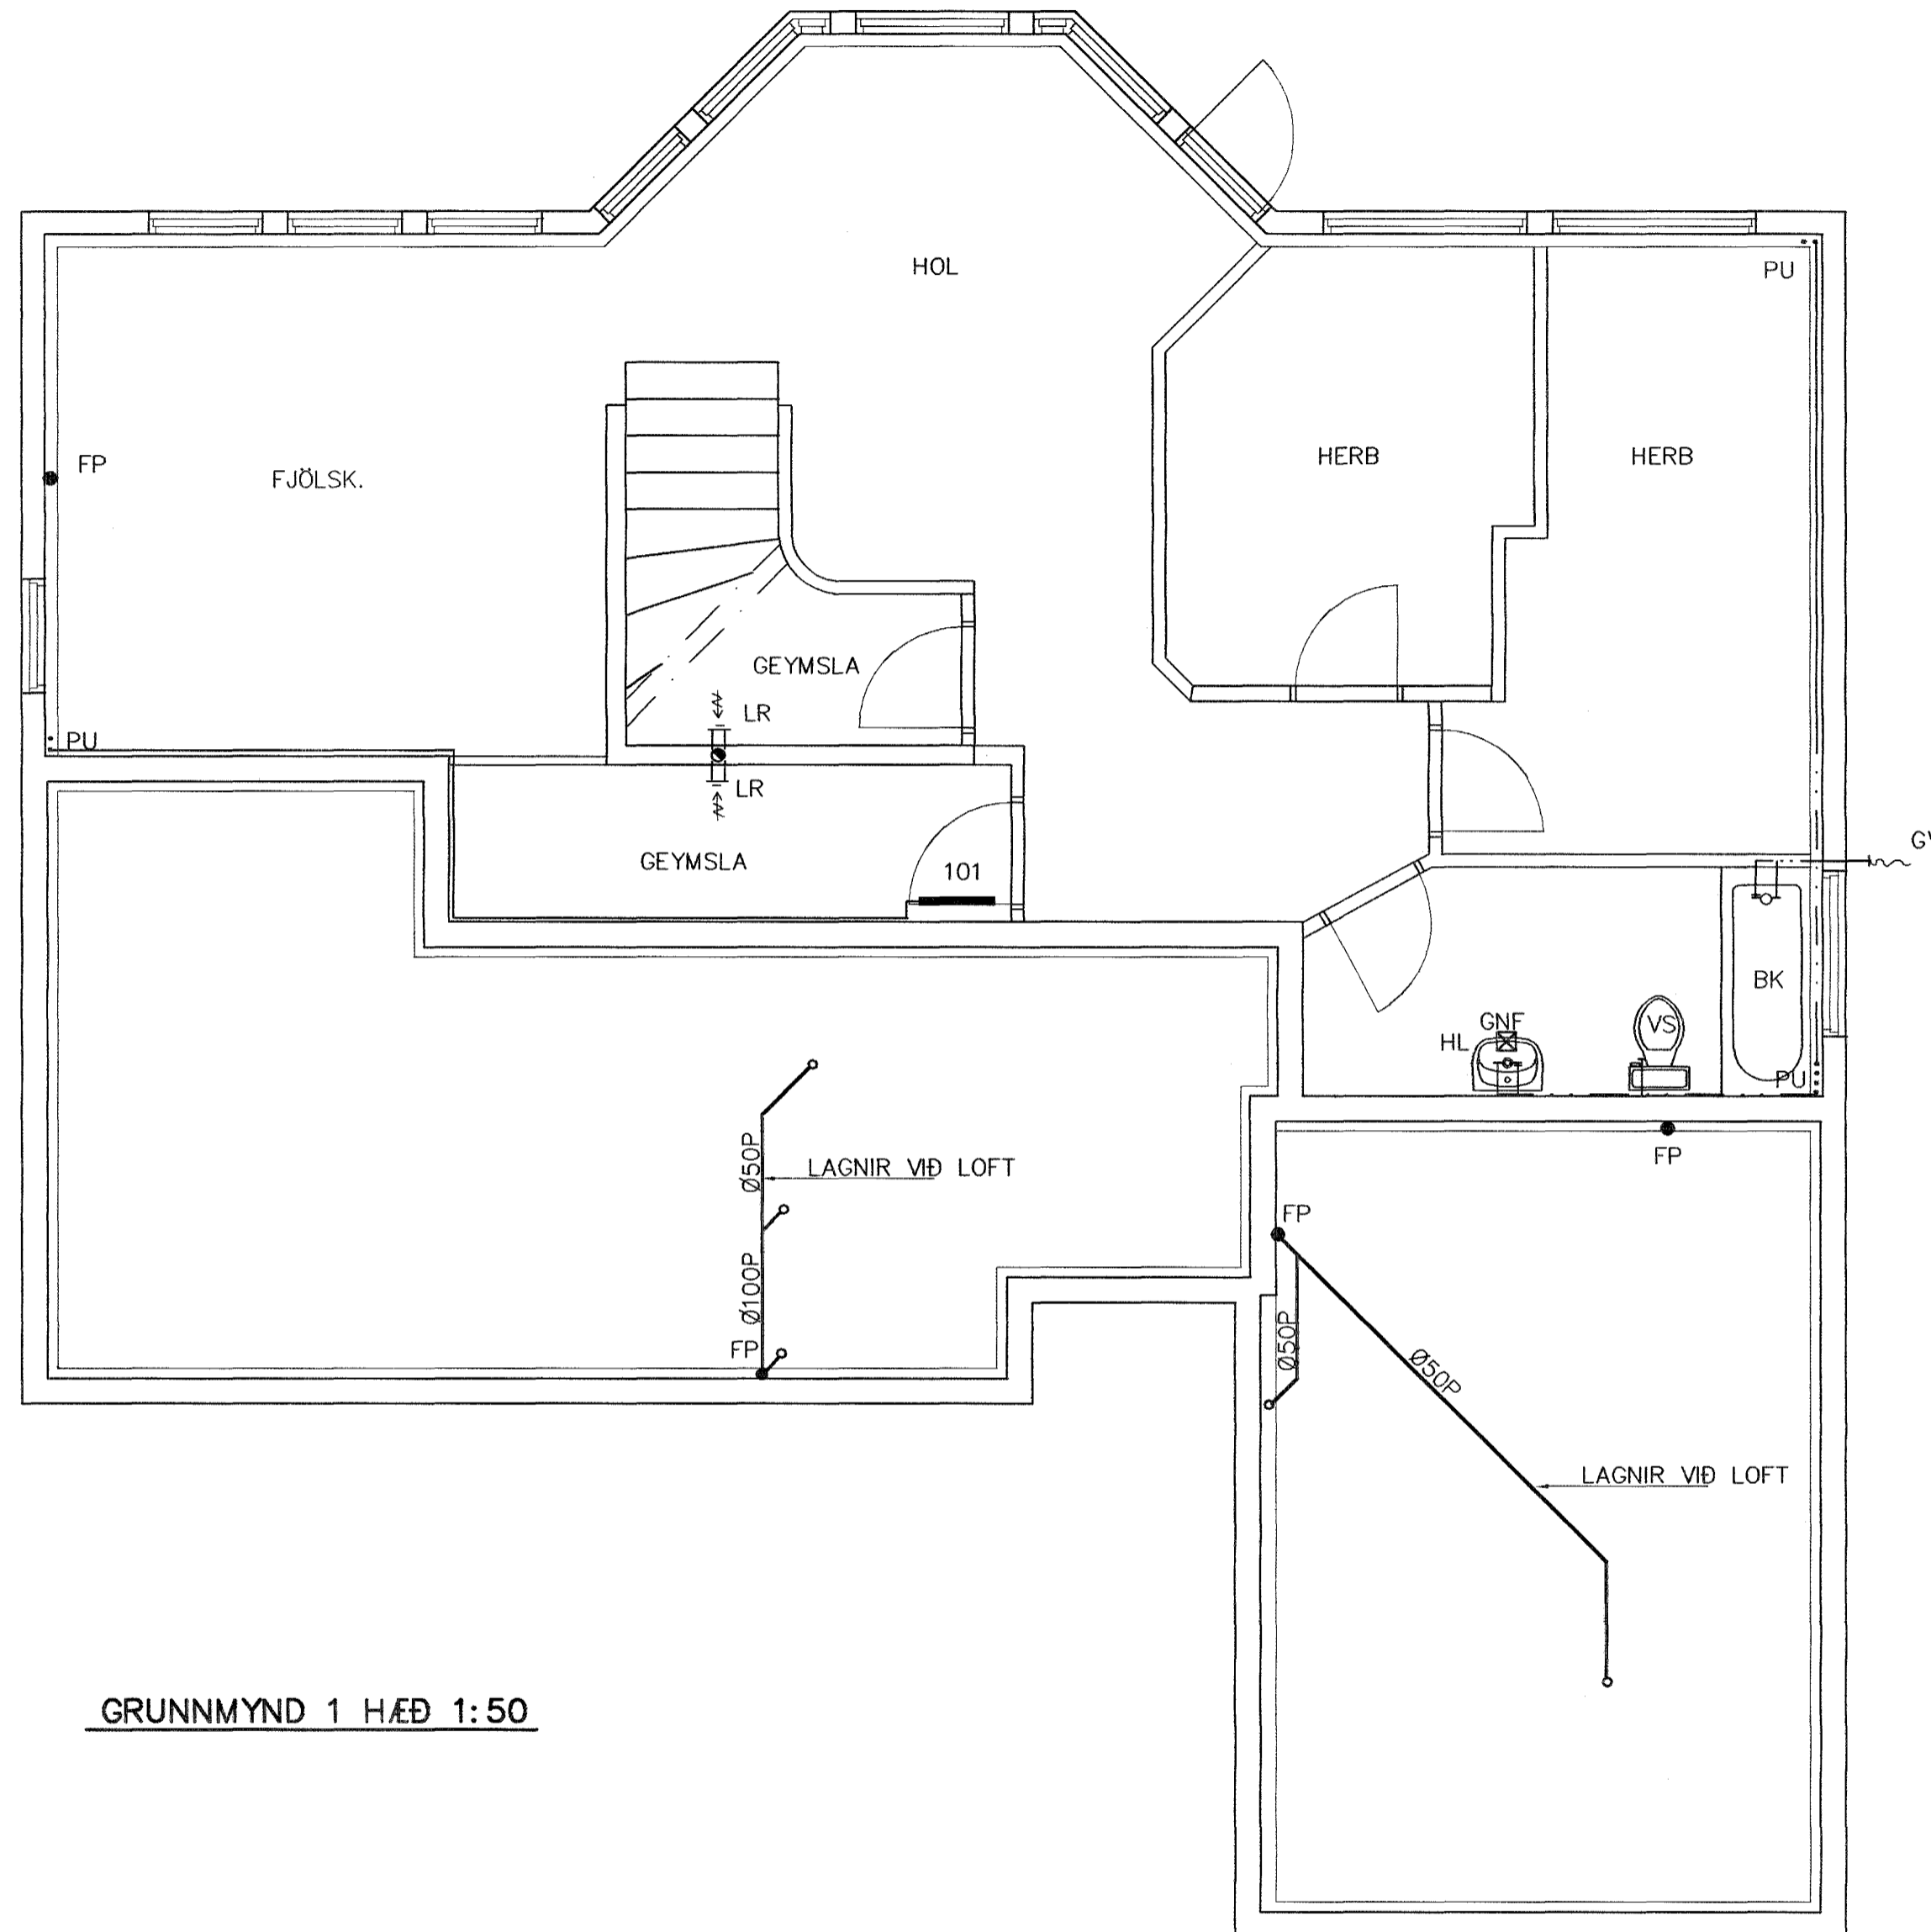 HOL
PU
FP
FJÖLSK.
HERB
HERB
GEYMSLA
LR
PU
LR
GEYMSLA
101
BK
GNF
HL
VS
PU
Ø50P
LAGNIR VIÐ LOFT
FP
FP
Ø100P
FP
Ø50P
Ø50P
LAGNIR VIÐ LOFT
GRUNNMYND 1 HÆÐ 1:50